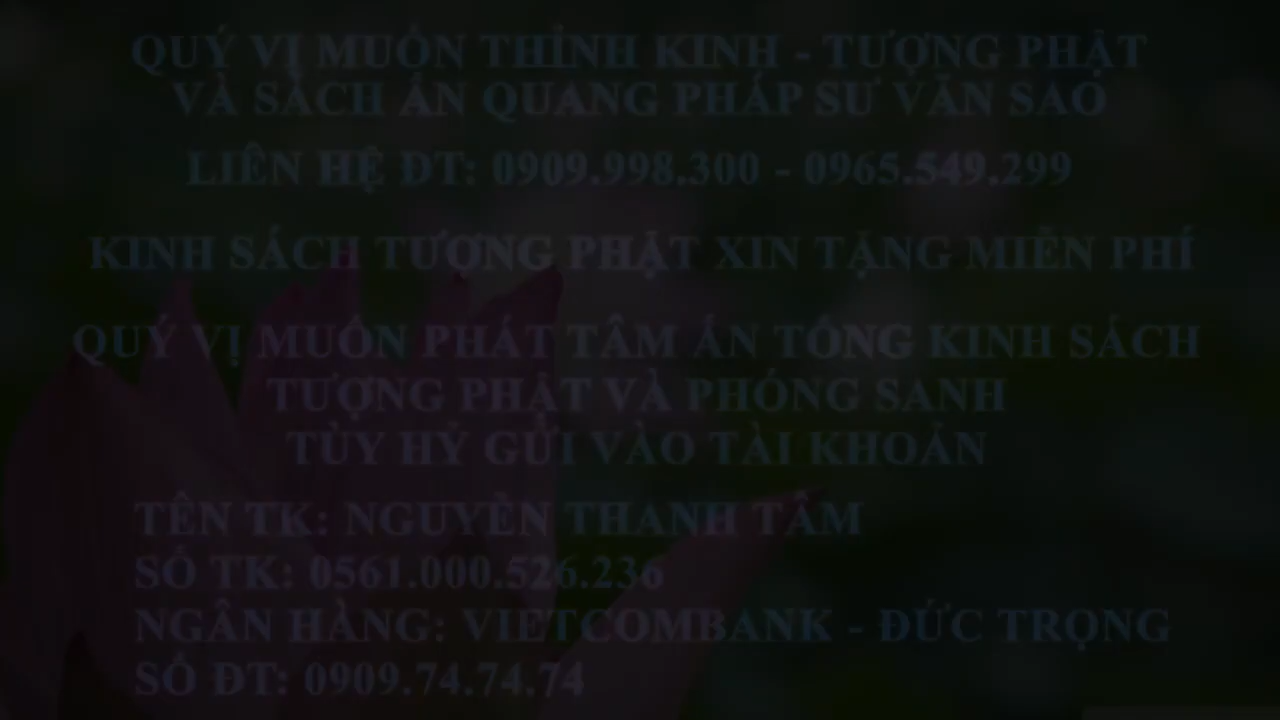 QUÝ VỊ MUỐN THỈNH KINH - TƯỢNG PHẬT
VÀ SÁCH ẤN QUANG PHÁP SƯ VĂN SAO
LIÊN HỆ ĐT: 0909.998.300 - 0965.549.299
KINH SÁCH TƯỢNG PHẬT XIN TẶNG MIỄN PHÍ
QUÝ VỊ MUỐN PHÁT TÂM ẤN TỐNG KINH SÁCH
TƯỢNG PHẬT VÀ PHÓNG SANH
TÙY HỶ GỬI VÀO TÀI KHOẢN
TÊN TK: NGUYỄN THANH TÂM
SỐ TK: 0561.000.526.236
NGÂN HÀNG: VIETCOMBANK - ĐỨC TRỌNG
SỐ ĐT: 0909.74.74.74